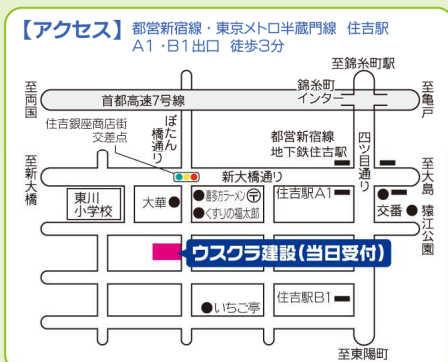 【アクセス】
都営新宿線・東京メトロ半蔵門線 住吉駅
A1・B1出口 徒歩3分
至錦糸町駅
至両国
首都高速7号線
錦糸町
インター
至亀戸
住吉銀座商店街
交差点
ぼたん橋通り
都営新宿線
地下鉄住吉駅
四ツ目通り
至新大橋
新大橋通り
至大島
東川
小学校
大華
喜多方ラーメン
〒
くすりの福太郎
住吉駅A1
交番
猿江公園
ウスクラ建設(当日受付)
いちご亭
住吉駅B1
至東陽町